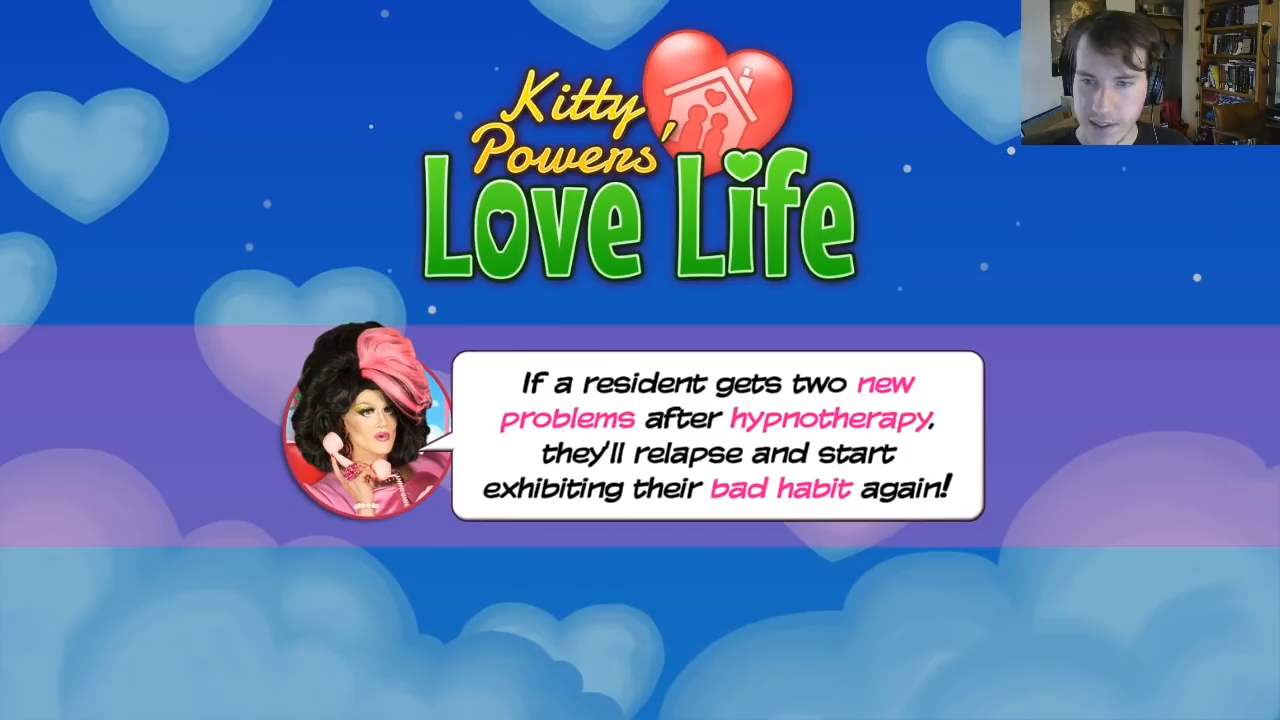 Kitty
Powers'
Love Life
If a resident gets two new
problems after hypnotherapy,
they'll relapse and start
exhibiting their bad habit again!